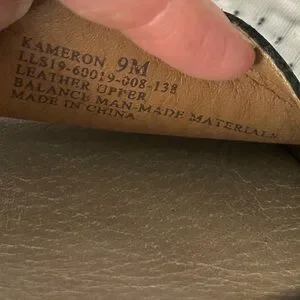 KAMERON 9M
LLS19-60019-008-138
LEATHER UPPER
BALANCE MAN-MADE MATERIALS
MADE IN CHINA